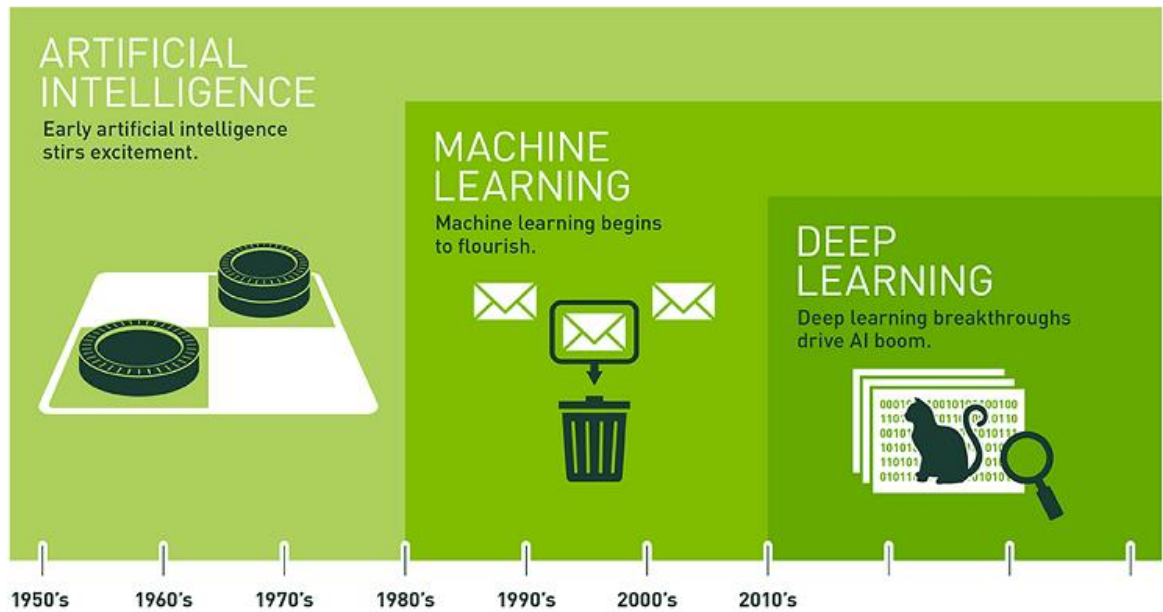 ARTIFICIAL
INTELLIGENCE
Early artificial intelligence
stirs excitement.
MACHINE
LEARNING
Machine learning begins
to flourish.
DEEP
LEARNING
Deep learning breakthroughs
drive AI boom.
1950's
1960's
1970's
1980's
1990's
2000's
2010's